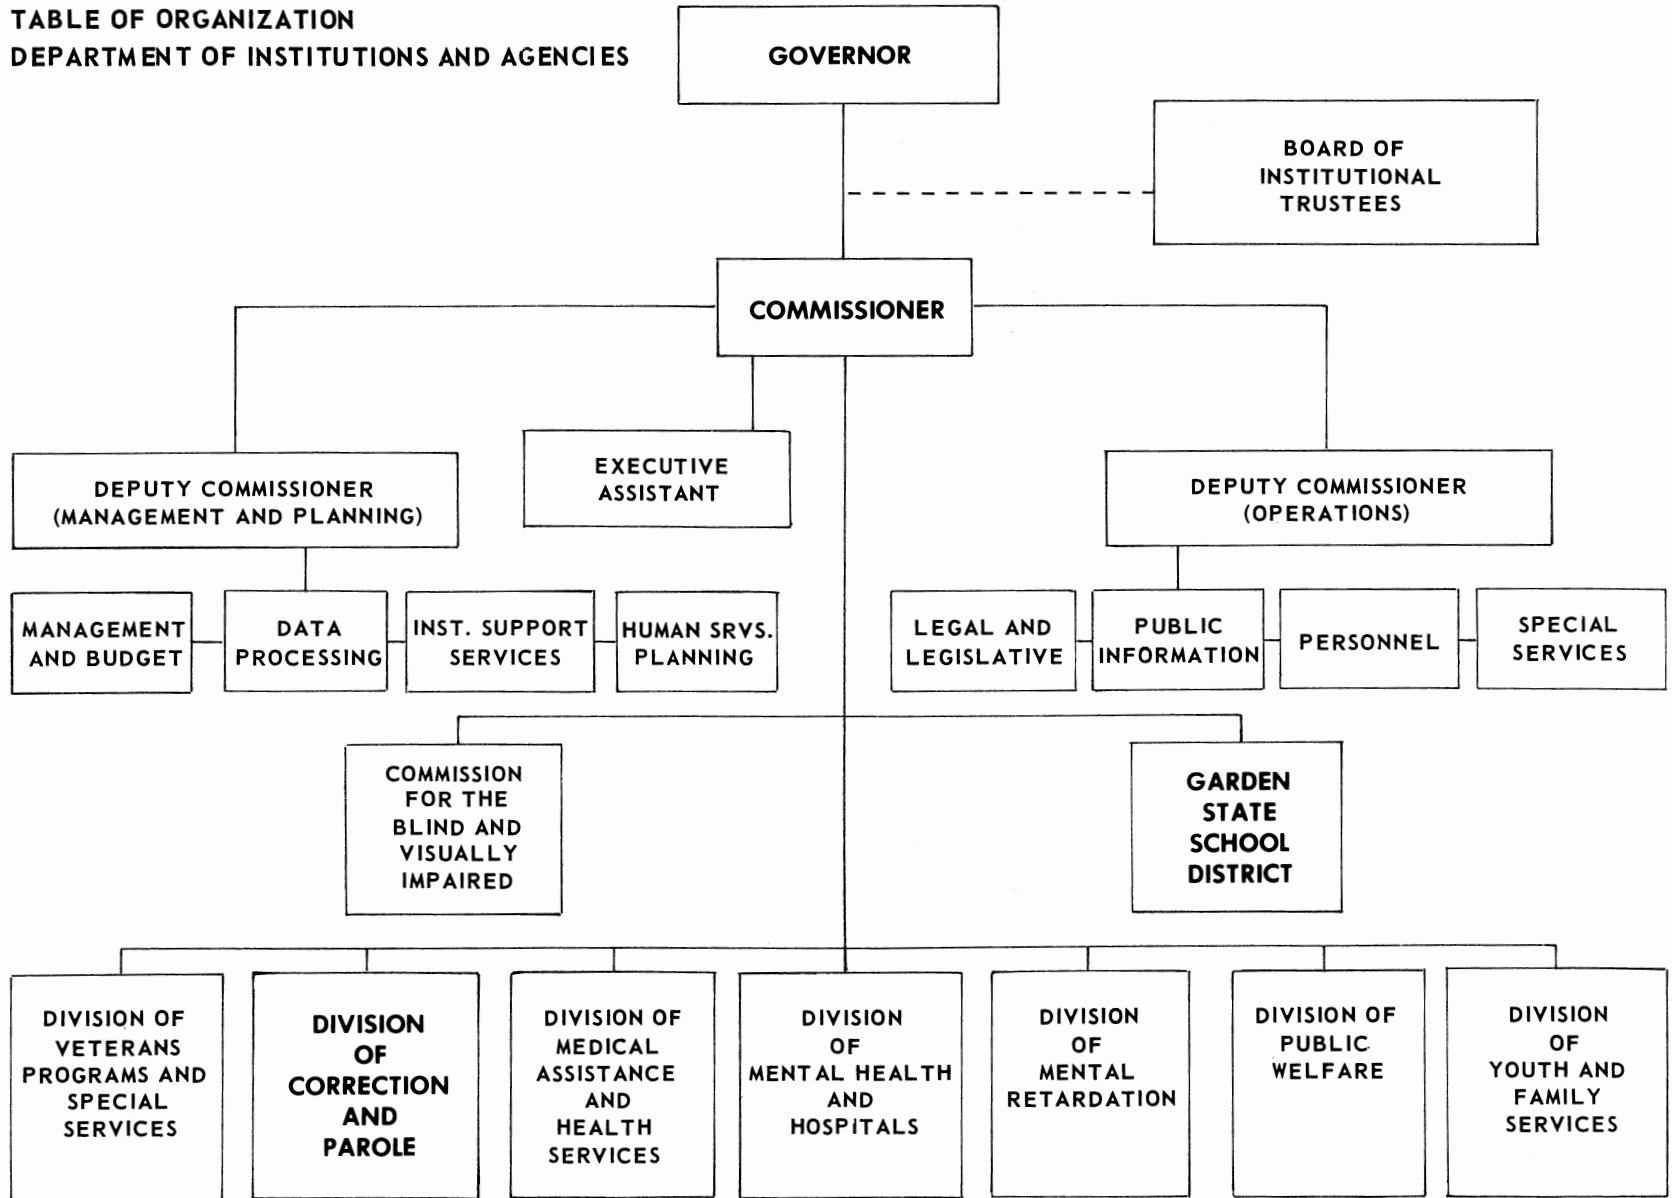 TABLE OF ORGANIZATION
DEPARTMENT OF INSTITUTIONS AND AGENCIES
GOVERNOR
BOARD OF
INSTITUTIONAL
TRUSTEES
COMMISSIONER
DEPUTY COMMISSIONER
(MANAGEMENT AND PLANNING)
EXECUTIVE
ASSISTANT
DEPUTY COMMISSIONER
(OPERATIONS)
MANAGEMENT
AND BUDGET
DATA
PROCESSING
INST. SUPPORT
SERVICES
HUMAN SRVS.
PLANNING
LEGAL AND
LEGISLATIVE
PUBLIC
INFORMATION
PERSONNEL
SPECIAL
SERVICES
COMMISSION
FOR THE
BLIND AND
VISUALLY
IMPAIRED
GARDEN
STATE
SCHOOL
DISTRICT
DIVISION OF
VETERANS
PROGRAMS AND
SPECIAL
SERVICES
DIVISION
OF
CORRECTION
AND
PAROLE
DIVISION OF
MEDICAL
ASSISTANCE
AND
HEALTH
SERVICES
DIVISION
OF
MENTAL HEALTH
AND
HOSPITALS
DIVISION
OF
MENTAL
RETARDATION
DIVISION OF
PUBLIC
WELFARE
DIVISION
OF
YOUTH AND
FAMILY
SERVICES